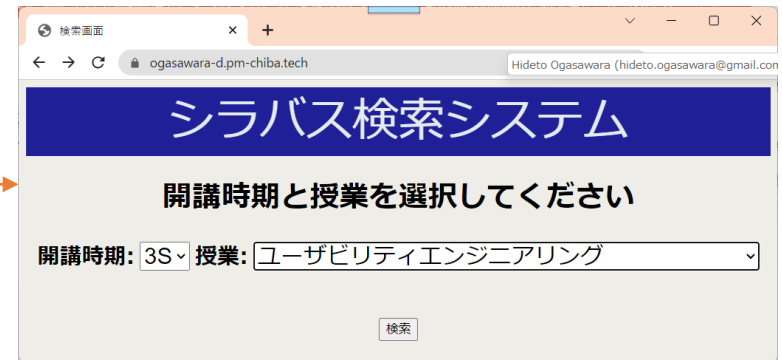 検索画面
ogasawara-d.pm-chiba.tech
Hideto Ogasawara (hideto.ogasawara@gmail.con
シラバス検索システム
開講時期と授業を選択してください
開講時期: 3S 授業: ユーザビリティエンジニアリング
検索